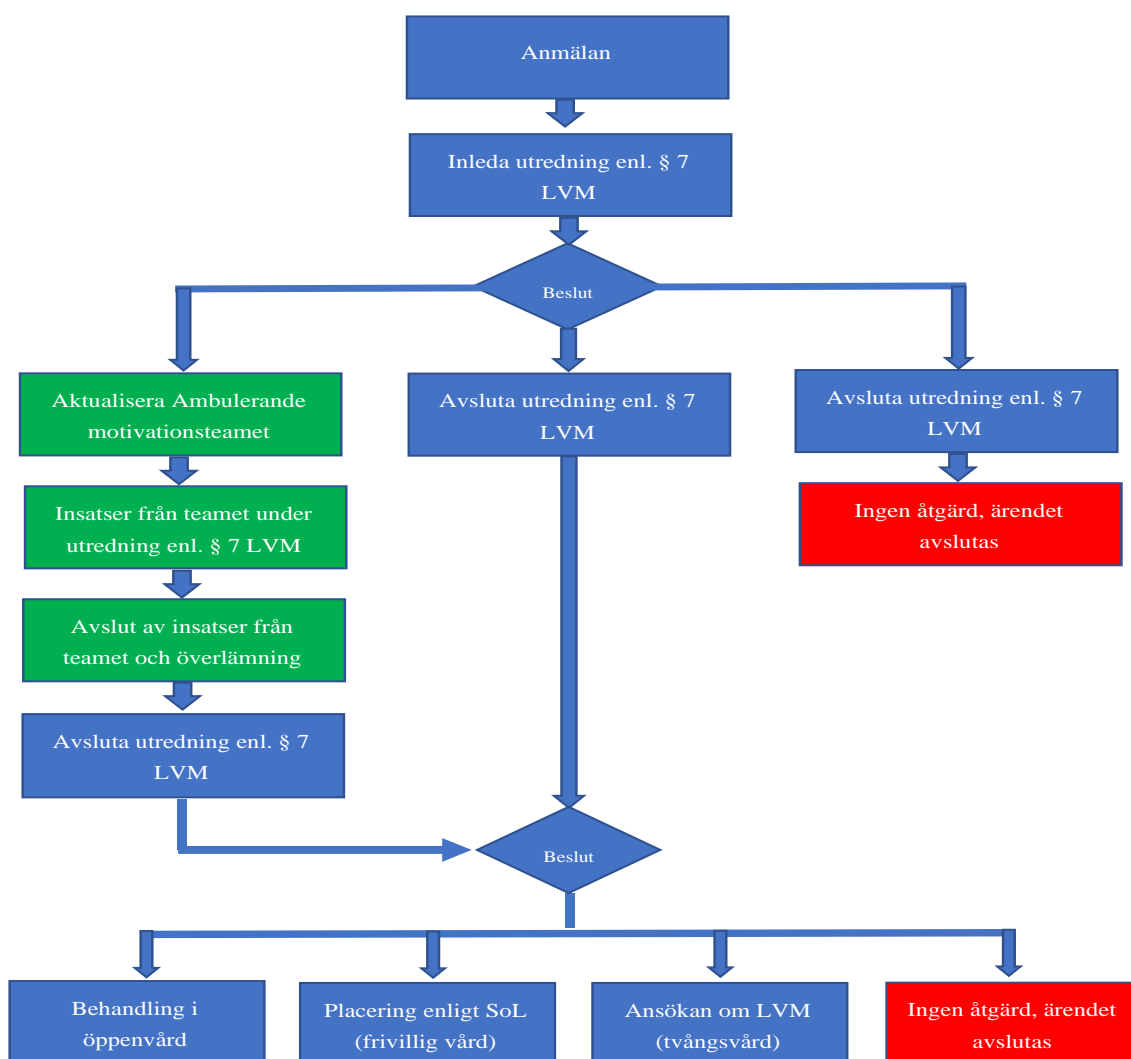 Anmälan
Inleda utredning enl. § 7
LVM
Beslut
Aktualisera Ambulerande
motivationsteamet
Avsluta utredning enl. § 7
LVM
Avsluta utredning enl. § 7
LVM
Insatser från teamet under
utredning enl. § 7 LVM
Ingen åtgärd, ärendet
avslutas
Avslut av insatser från
teamet och överlämning
Avsluta utredning enl. § 7
LVM
Beslut
Behandling i
öppenvård
Placering enligt SoL
(frivillig vård)
Ansökan om LVM
(tvångsvård)
Ingen åtgärd, ärendet
avslutas